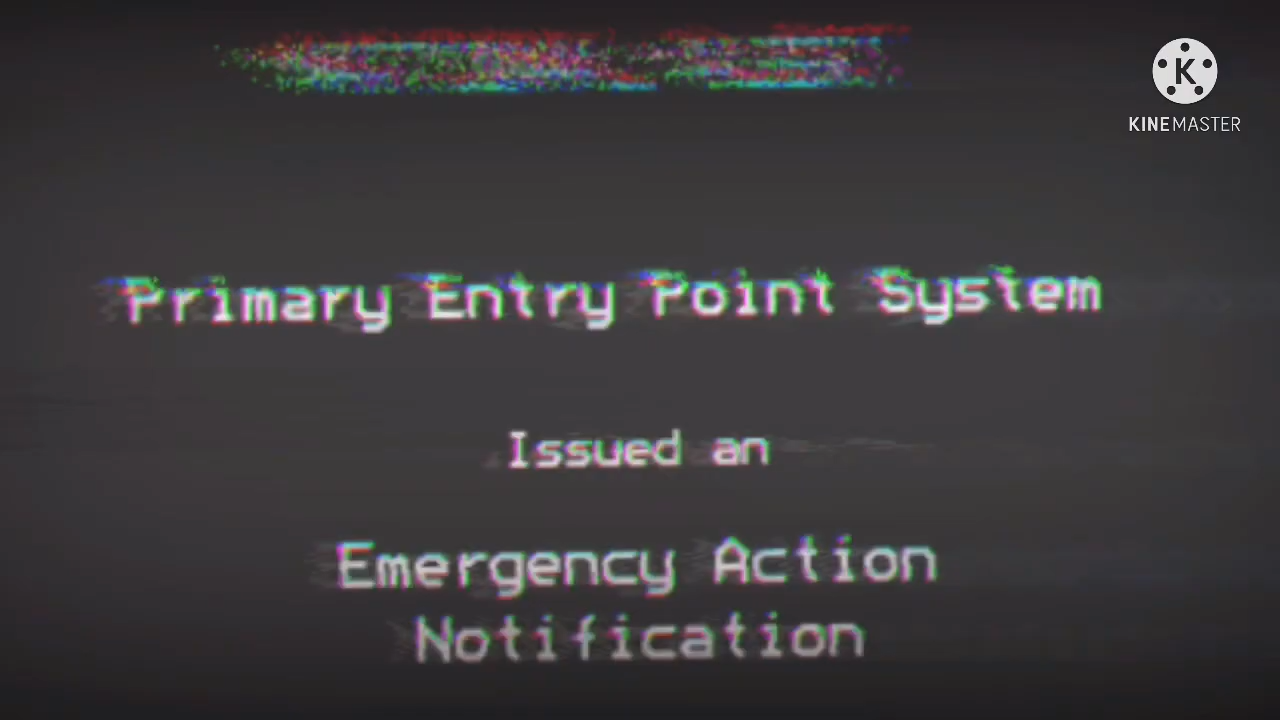 K
KINEMASTER
Primary Entry Point System
Issued an
Emergency Action
Notification